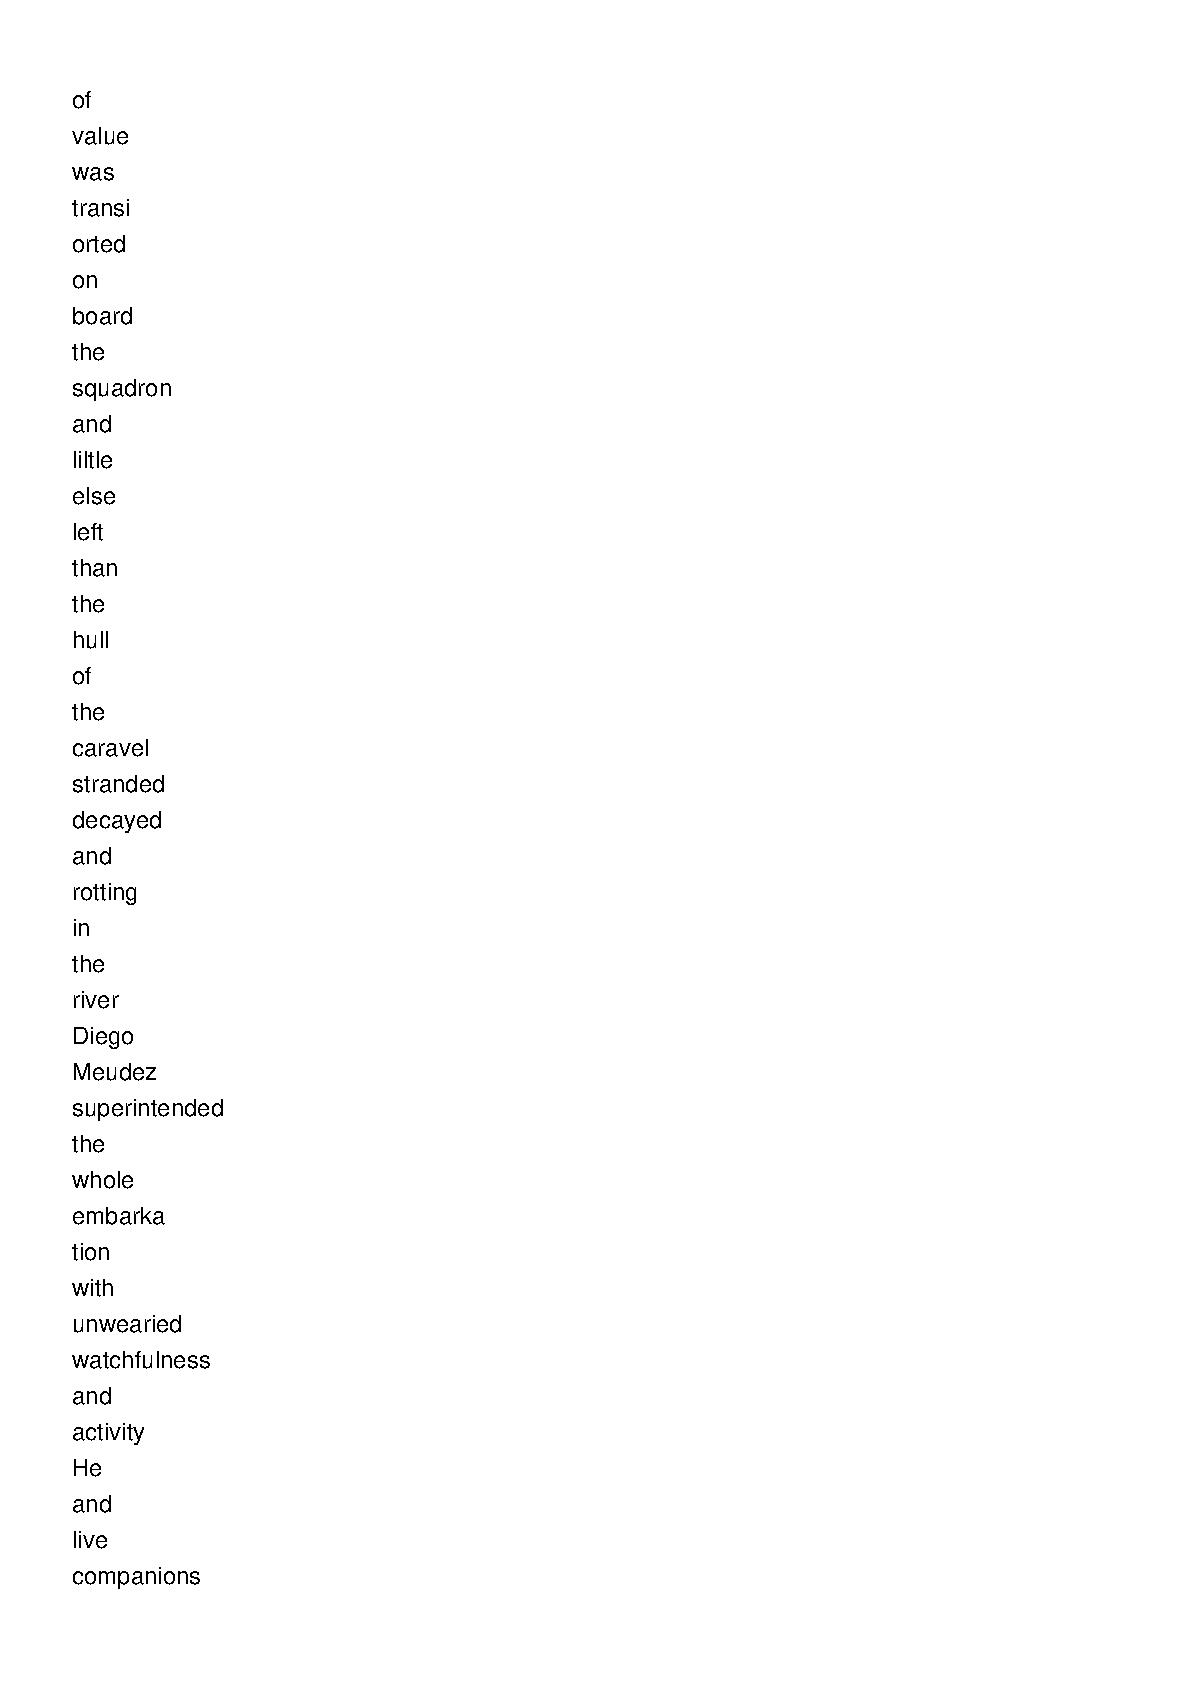 of
value
was
transi
orted
on
board
the
squadron
and
liltle
else
left
than
the
hull
of
the
caravel
stranded
decayed
and
rotting
in
the
river
Diego
Meudez
superintended
the
whole
embarka
tion
with
unwearied
watchfulness
and
activity
He
and
live
companions